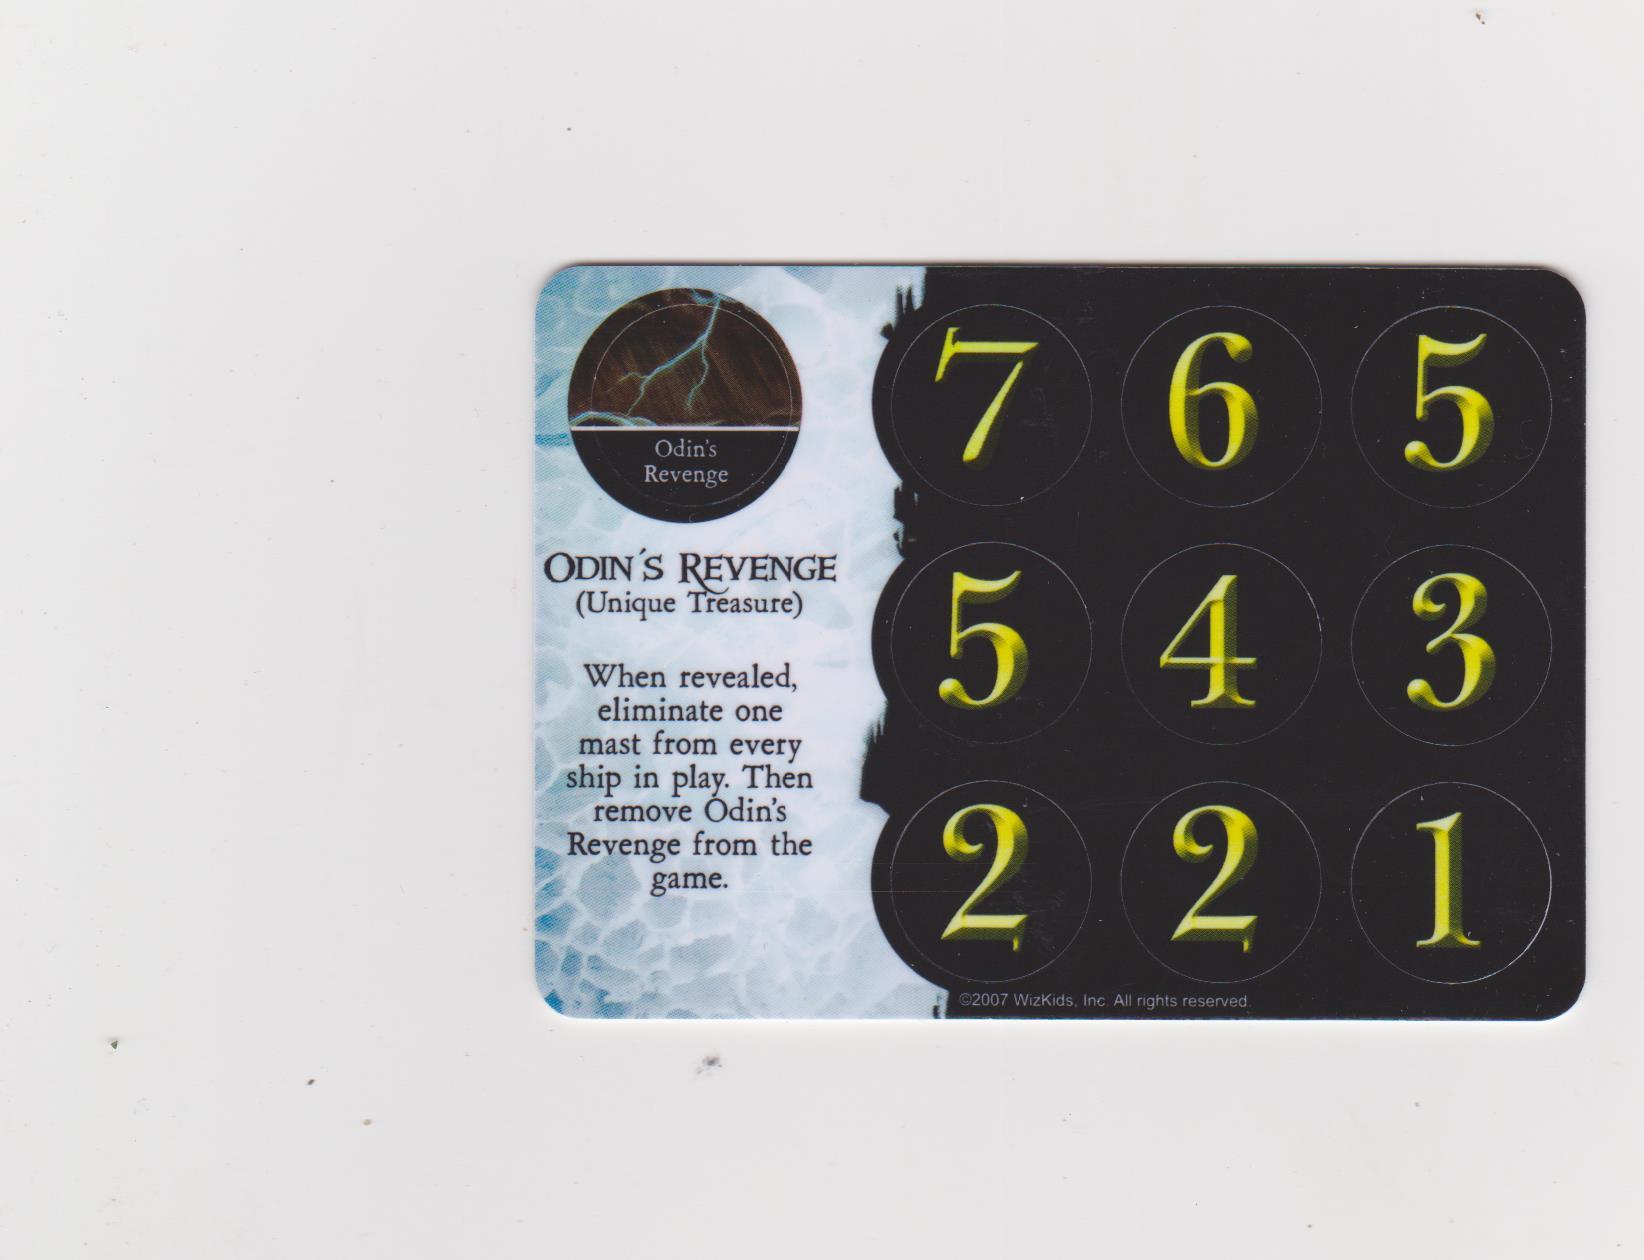 Odin's
Revenge
ODIN'S REVENGE
(Unique Treasure)
When revealed,
eliminate one
mast from every
ship in play. Then
remove Odin's
Revenge from the
game.
7 6 5
5 4 3
2 2 1
©2007 WizKids, Inc. All rights reserved.